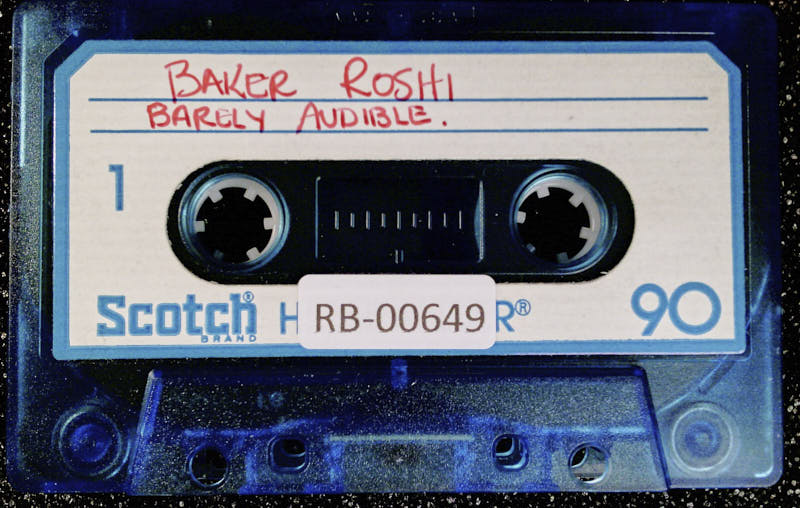 BAKER ROSHI
BARELY AUDIBLE.
1
Scotch®
BRAND
RB-00649
90